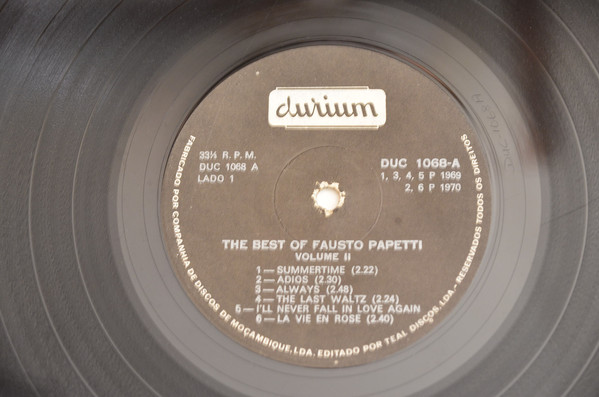 durium
33⅓ R.P.M.
DUC 1068 A
LADO 1
DUC 1068-A
1, 3, 4, 5 P 1969
2, 6 P 1970
THE BEST OF FAUSTO PAPETTI
VOLUME II
1—SUMMERTIME (2.22)
2—ADIOS (2.30)
3—ALWAYS (2.48)
4—THE LAST WALTZ (2.24)
5—I'LL NEVER FALL IN LOVE AGAIN
6—LA VIE EN ROSE (2.40)
FABRICADO POR COMPANHIA DE DISCOS DE MOÇAMBIQUE, LDA. EDITADO POR TEAL DISCOS, LDA.-RESERVADOS TODOS OS DIREITOS